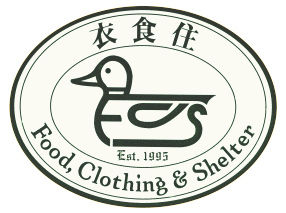 衣食住
Est. 1995
Food, Clothing & Shelter